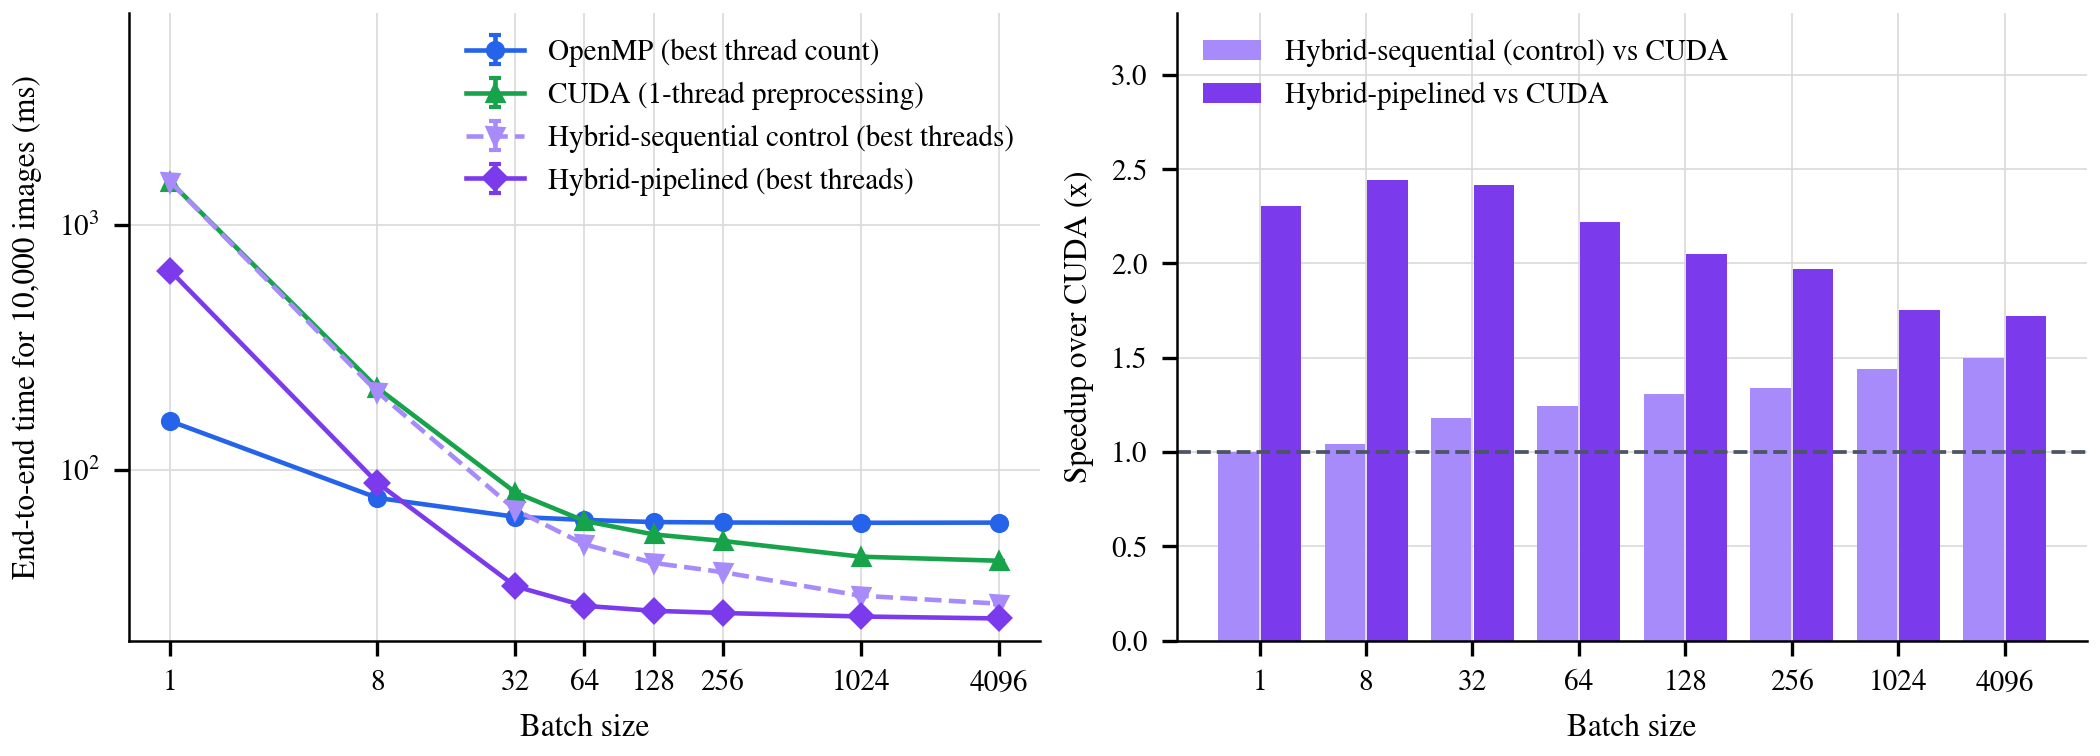 End-to-end time for 10,000 images (ms)
10³
10²
OpenMP (best thread count)
CUDA (1-thread preprocessing)
Hybrid-sequential control (best threads)
Hybrid-pipelined (best threads)
1 8 32 64 128 256 1024 4096
Batch size
Speedup over CUDA (x)
3.0
2.5
2.0
1.5
1.0
0.5
0.0
Hybrid-sequential (control) vs CUDA
Hybrid-pipelined vs CUDA
1 8 32 64 128 256 1024 4096
Batch size